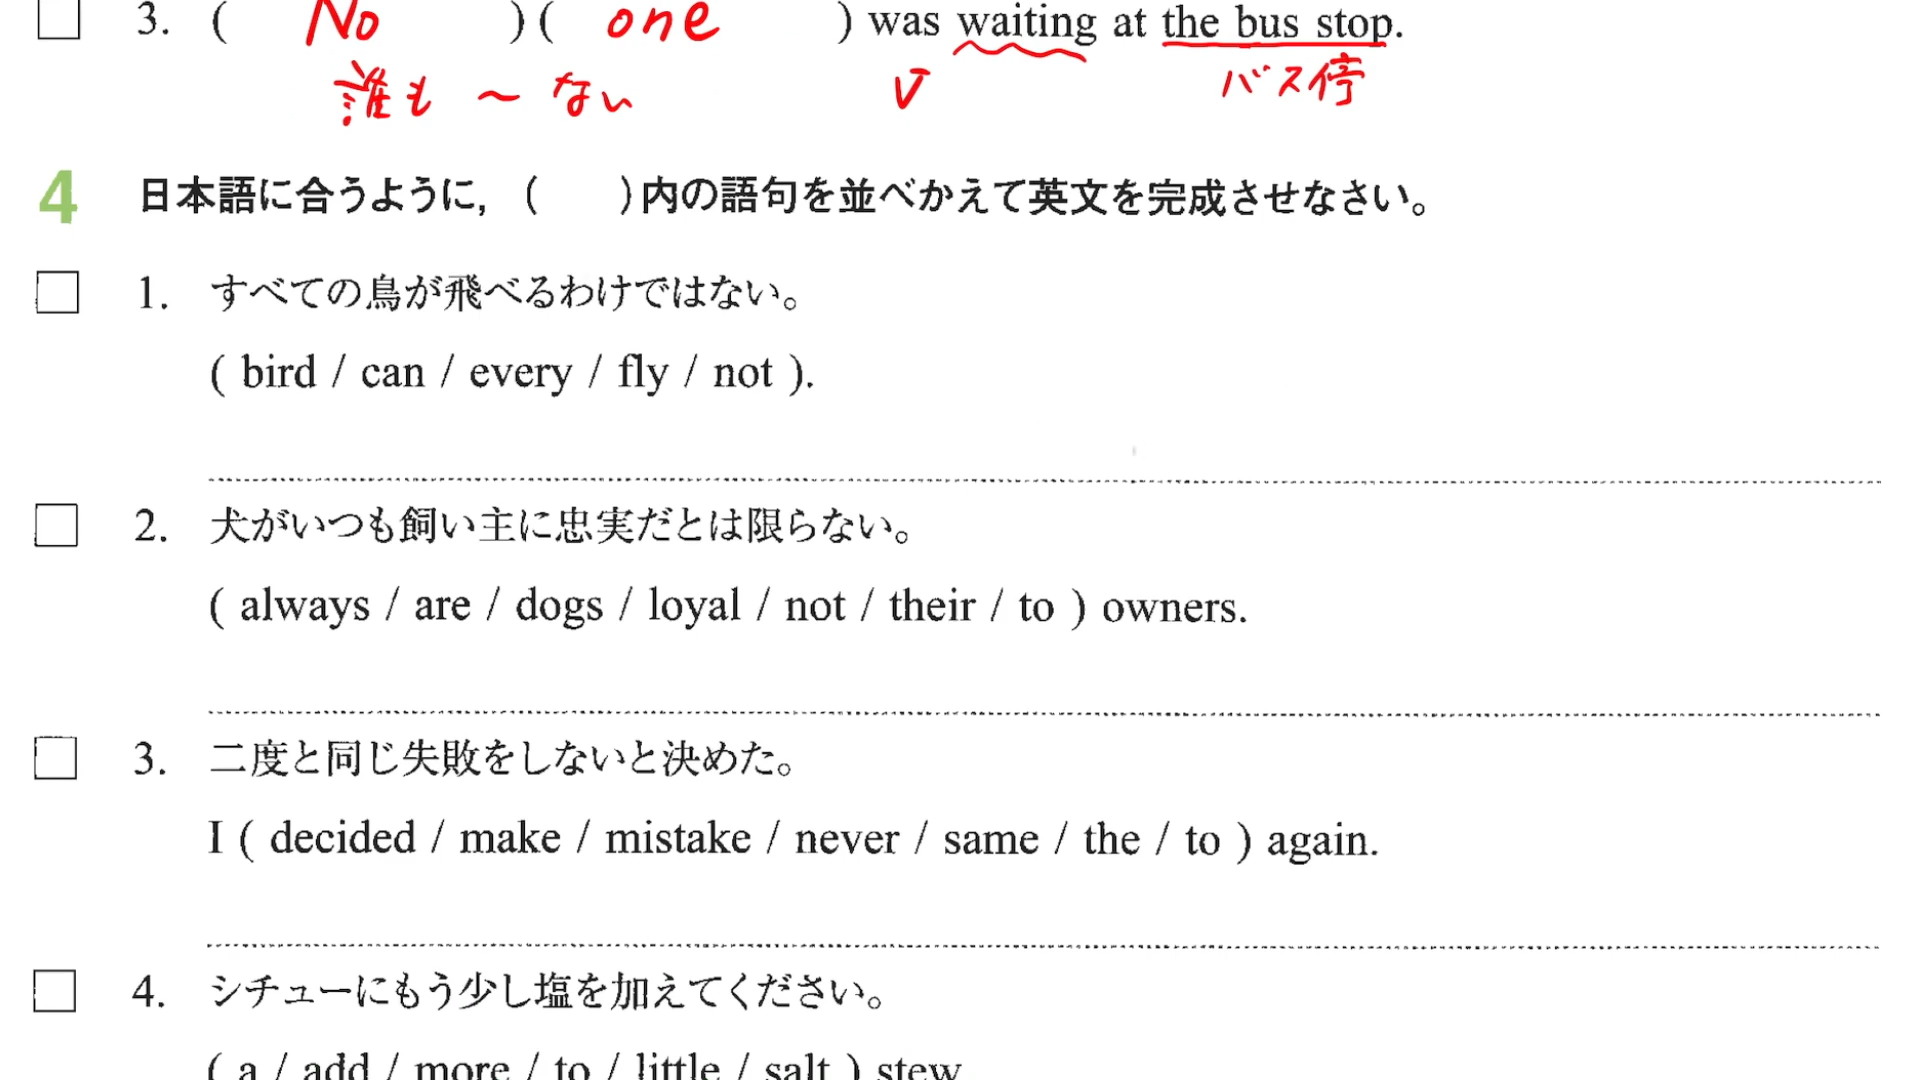 3. ( No )( one ) was waiting at the bus stop.
誰も 〜 ない V バス停
4 日本語に合うように, ( )内の語句を並べかえて英文を完成させなさい。
1. すべての鳥が飛べるわけではない。
( bird / can / every / fly / not ).
2. 犬がいつも飼い主に忠実だとは限らない。
( always / are / dogs / loyal / not / their / to ) owners.
3. 二度と同じ失敗をしないと決めた。
I ( decided / make / mistake / never / same / the / to ) again.
4. シチューにもう少し塩を加えてください。
( a / add / more / to / little / salt ) stew